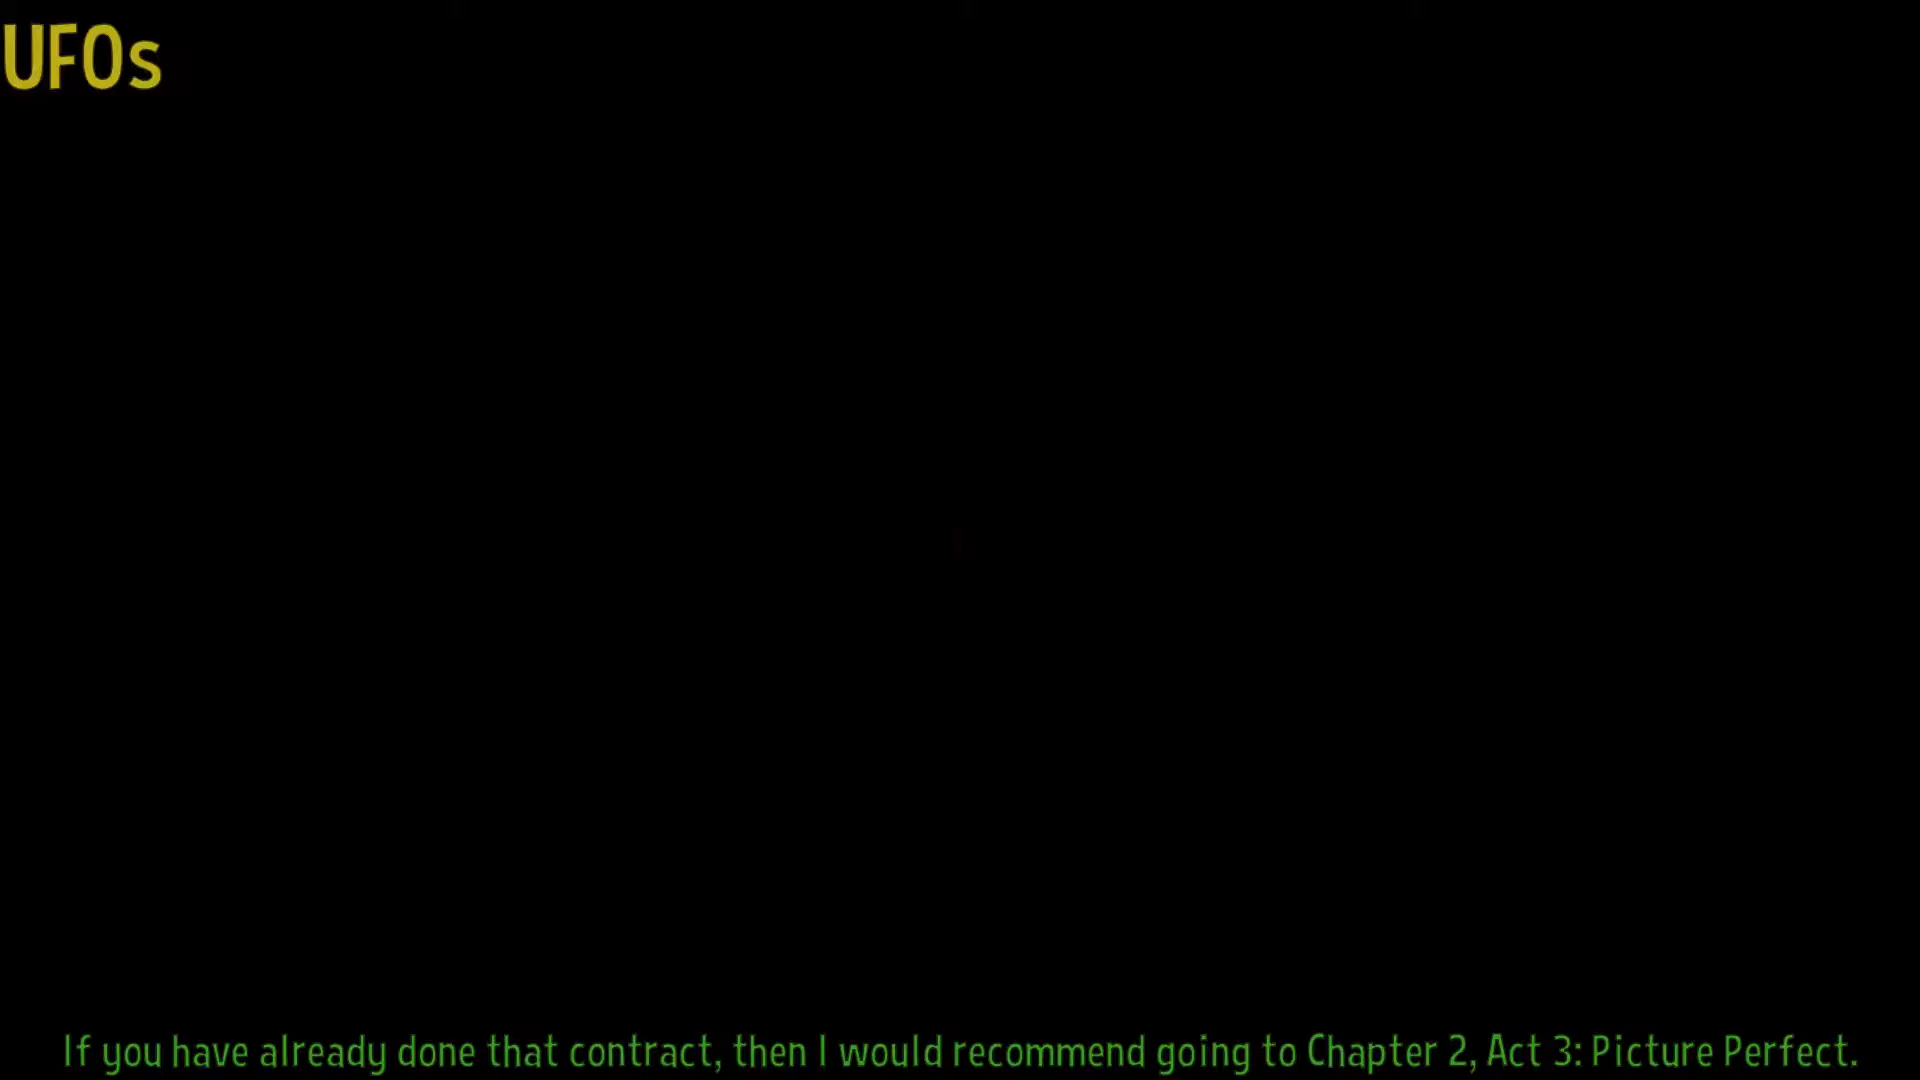 UFOs
If you have already done that contract, then I would recommend going to Chapter 2, Act 3: Picture Perfect.